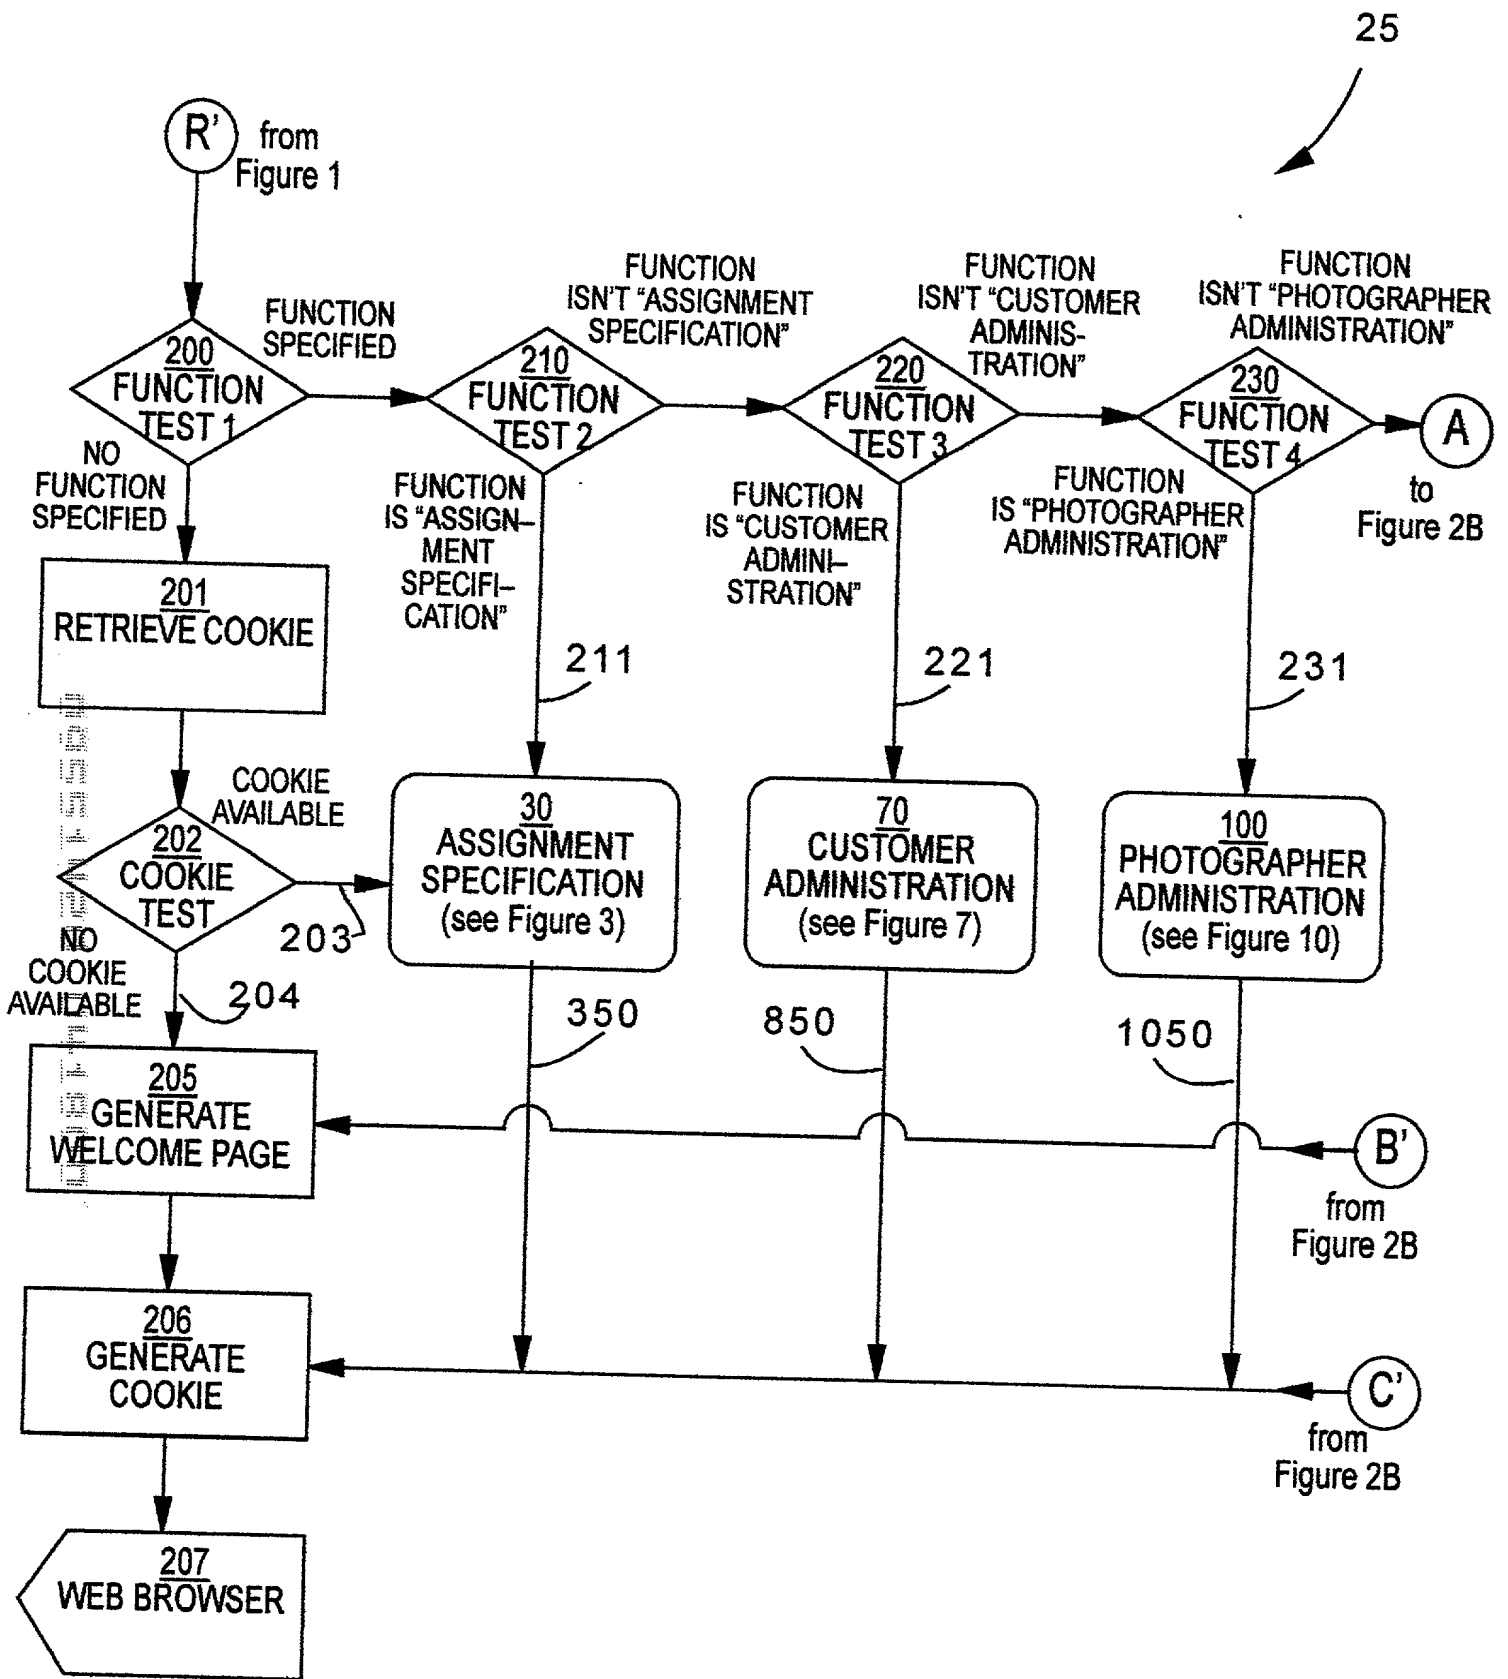 25
R'
from
Figure 1
FUNCTION
SPECIFIED
FUNCTION
ISN'T "ASSIGNMENT
SPECIFICATION"
FUNCTION
ISN'T "CUSTOMER
ADMINIS-
TRATION"
FUNCTION
ISN'T "PHOTOGRAPHER
ADMINISTRATION"
200
FUNCTION
TEST 1
210
FUNCTION
TEST 2
220
FUNCTION
TEST 3
230
FUNCTION
TEST 4
A
to
Figure 2B
NO
FUNCTION
SPECIFIED
FUNCTION
IS "ASSIGN–
MENT
SPECIFI–
CATION"
FUNCTION
IS "CUSTOMER
ADMINI–
STRATION"
FUNCTION
IS "PHOTOGRAPHER
ADMINISTRATION"
201
RETRIEVE COOKIE
211
221
231
COOKIE
AVAILABLE
202
COOKIE
TEST
203
30
ASSIGNMENT
SPECIFICATION
(see Figure 3)
70
CUSTOMER
ADMINISTRATION
(see Figure 7)
100
PHOTOGRAPHER
ADMINISTRATION
(see Figure 10)
NO
COOKIE
AVAILABLE
204
350
850
1050
205
GENERATE
WELCOME PAGE
B'
from
Figure 2B
206
GENERATE
COOKIE
C'
from
Figure 2B
207
WEB BROWSER